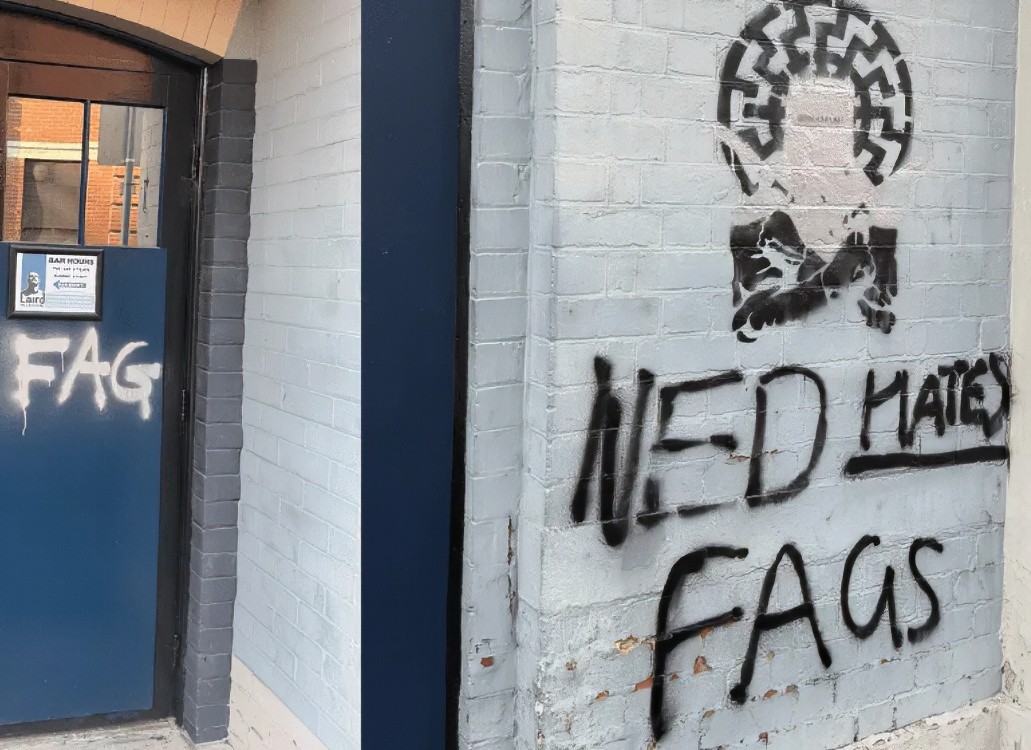 BAR HOURS
Laird
FAG
NED HATES
FAGS